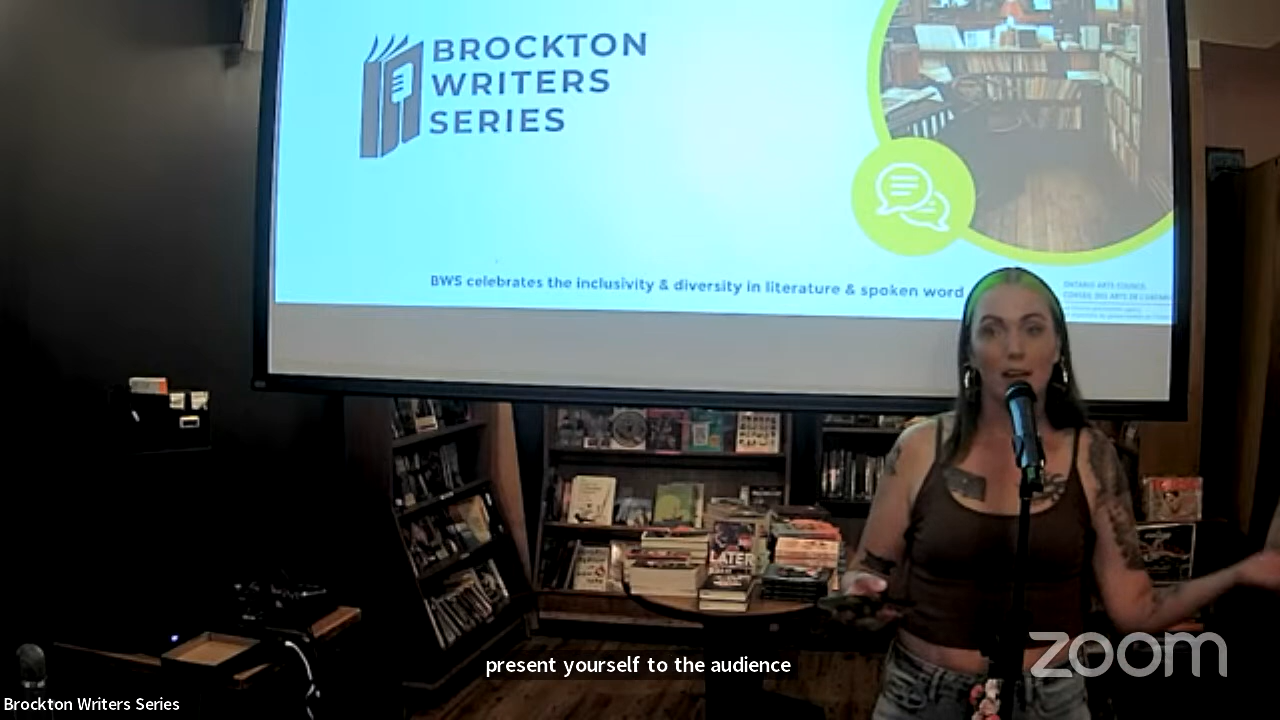 BROCKTON
WRITERS
SERIES
BWS celebrates the inclusivity & diversity in literature & spoken word
ONTARIO ARTS COUNCIL
CONSEIL DES ARTS DE L'ONTARIO
LATER
present yourself to the audience
zoom
Brockton Writers Series